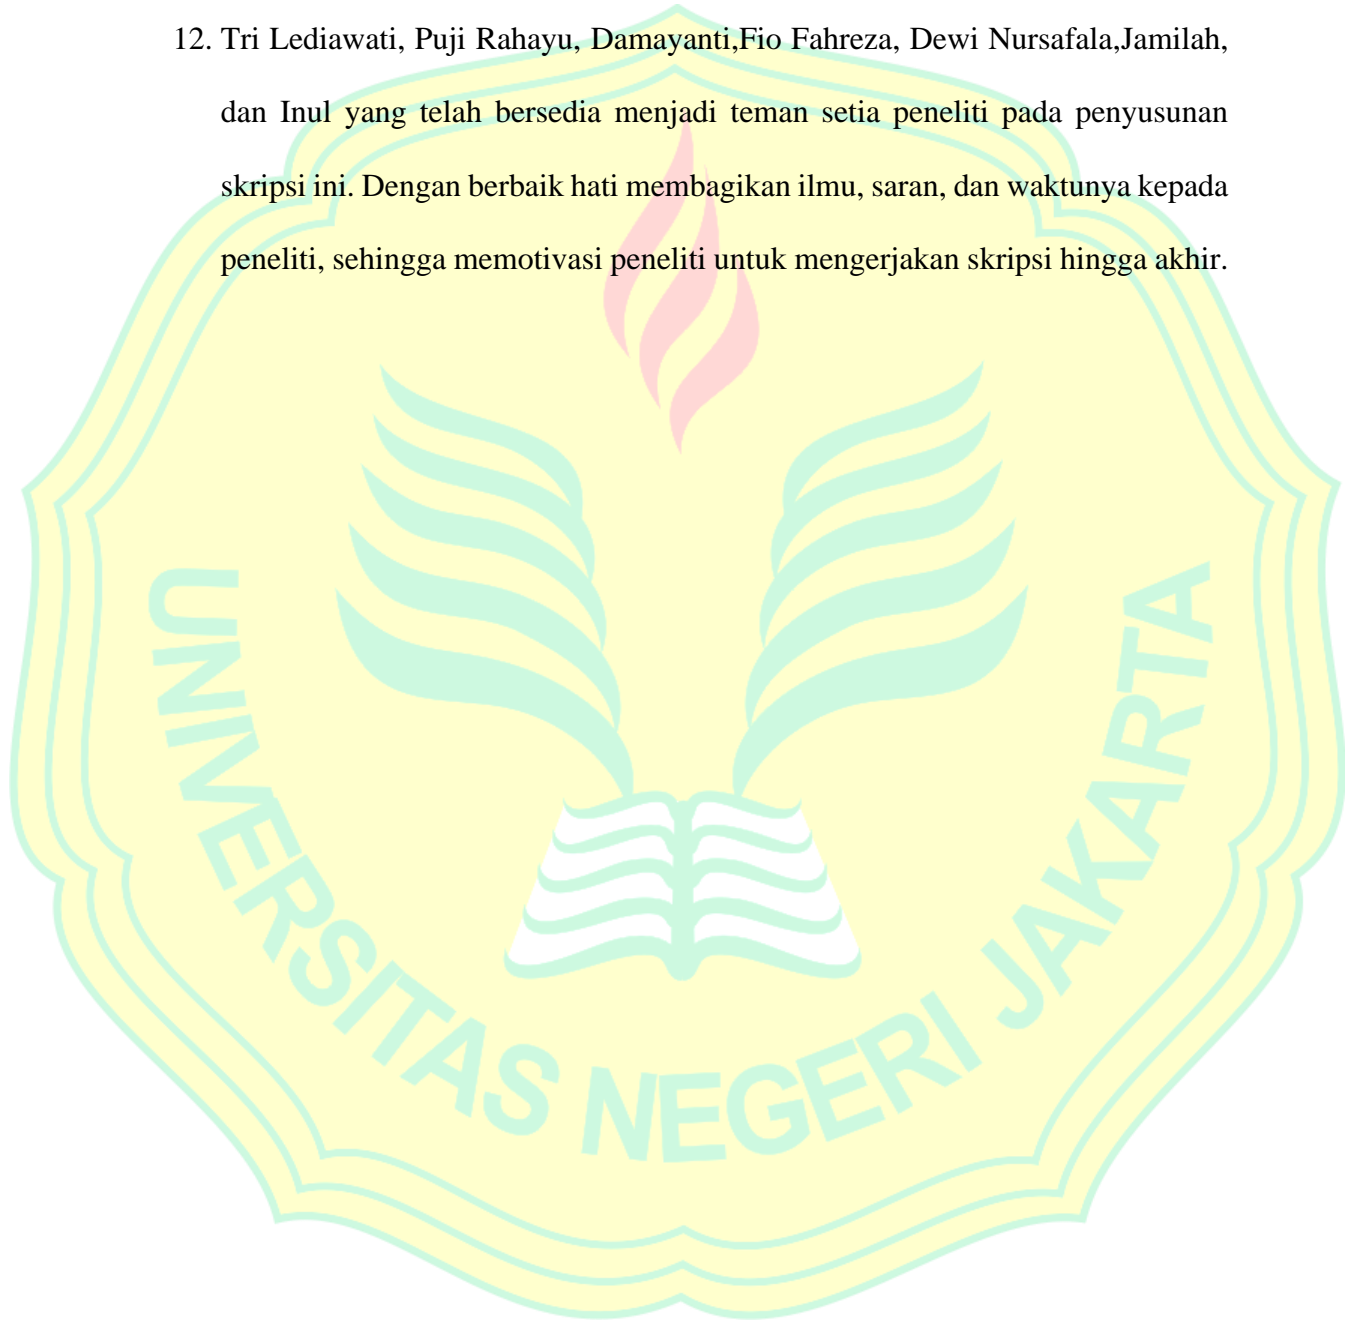 12. Tri Lediawati, Puji Rahayu, Damayanti,Fio Fahreza, Dewi Nursafala,Jamilah,
dan Inul yang telah bersedia menjadi teman setia peneliti pada penyusunan
skripsi ini. Dengan berbaik hati membagikan ilmu, saran, dan waktunya kepada
peneliti, sehingga memotivasi peneliti untuk mengerjakan skripsi hingga akhir.
UNIVERSITAS NEGERI JAKARTA